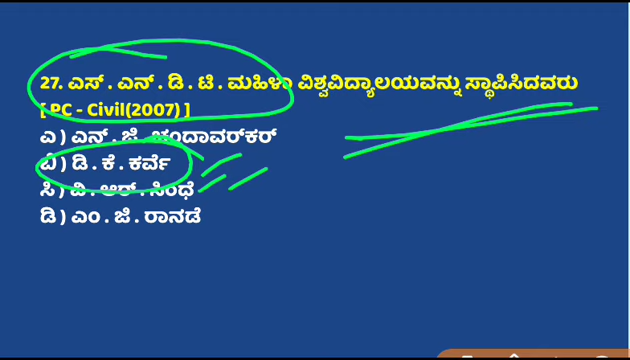 27. ಎಸ್ . ಎನ್ . ಡಿ . ಟಿ . ಮಹಿಳಾ ವಿಶ್ವವಿದ್ಯಾಲಯವನ್ನು ಸ್ಥಾಪಿಸಿದವರು
[ PC - Civil(2007) ]
ಎ ) ಎನ್ . ಜಿ . ಚಂದಾವರ್‌ಕರ್
ಬಿ ) ಡಿ . ಕೆ . ಕರ್ವೆ
ಸಿ ) ವಿ . ಆರ್ . ಸಿಂಧೆ
ಡಿ ) ಎಂ . ಜಿ . ರಾನಡೆ